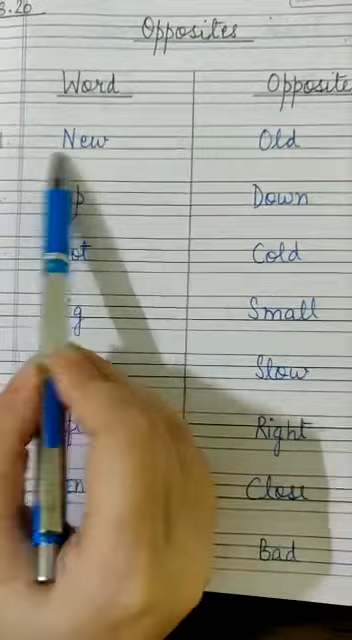 3.26
Opposites
Word Opposite
New Old
Down
Cold
Small
Slow
Right
Close
Bad